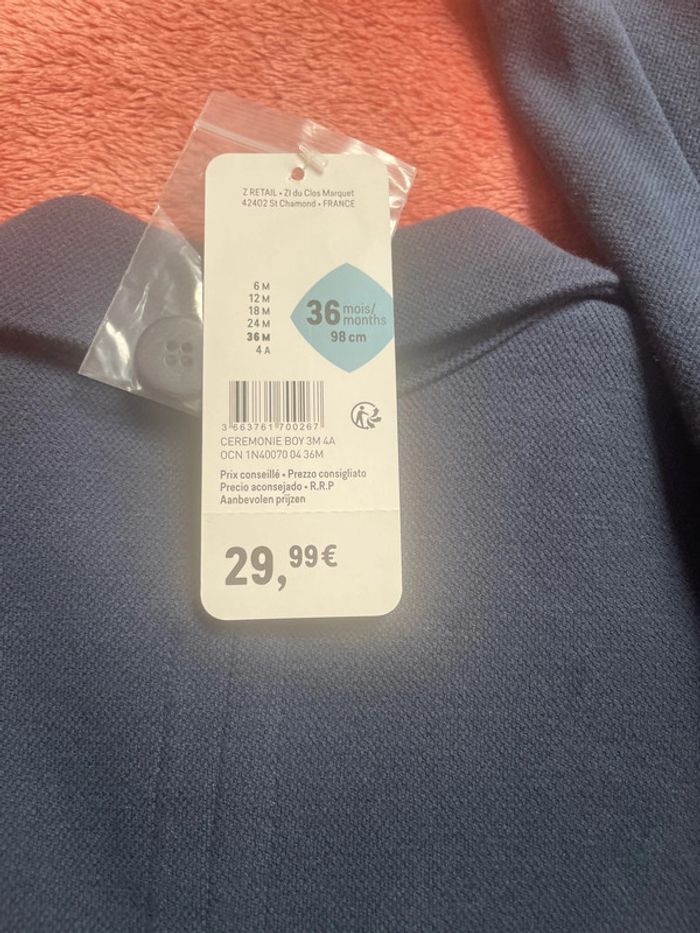 Z RETAIL • ZI du Clos Marquet
42402 St Chamond • FRANCE
6 M
12 M
18 M
24 M
36 M
4 A
36 mois/
months
98 cm
3 663761 700267
CEREMONIE BOY 3M 4A
OCN 1N40070 04 36M
Prix conseillé • Prezzo consigliato
Precio aconsejado • R.R.P
Aanbevolen prijzen
29,99€